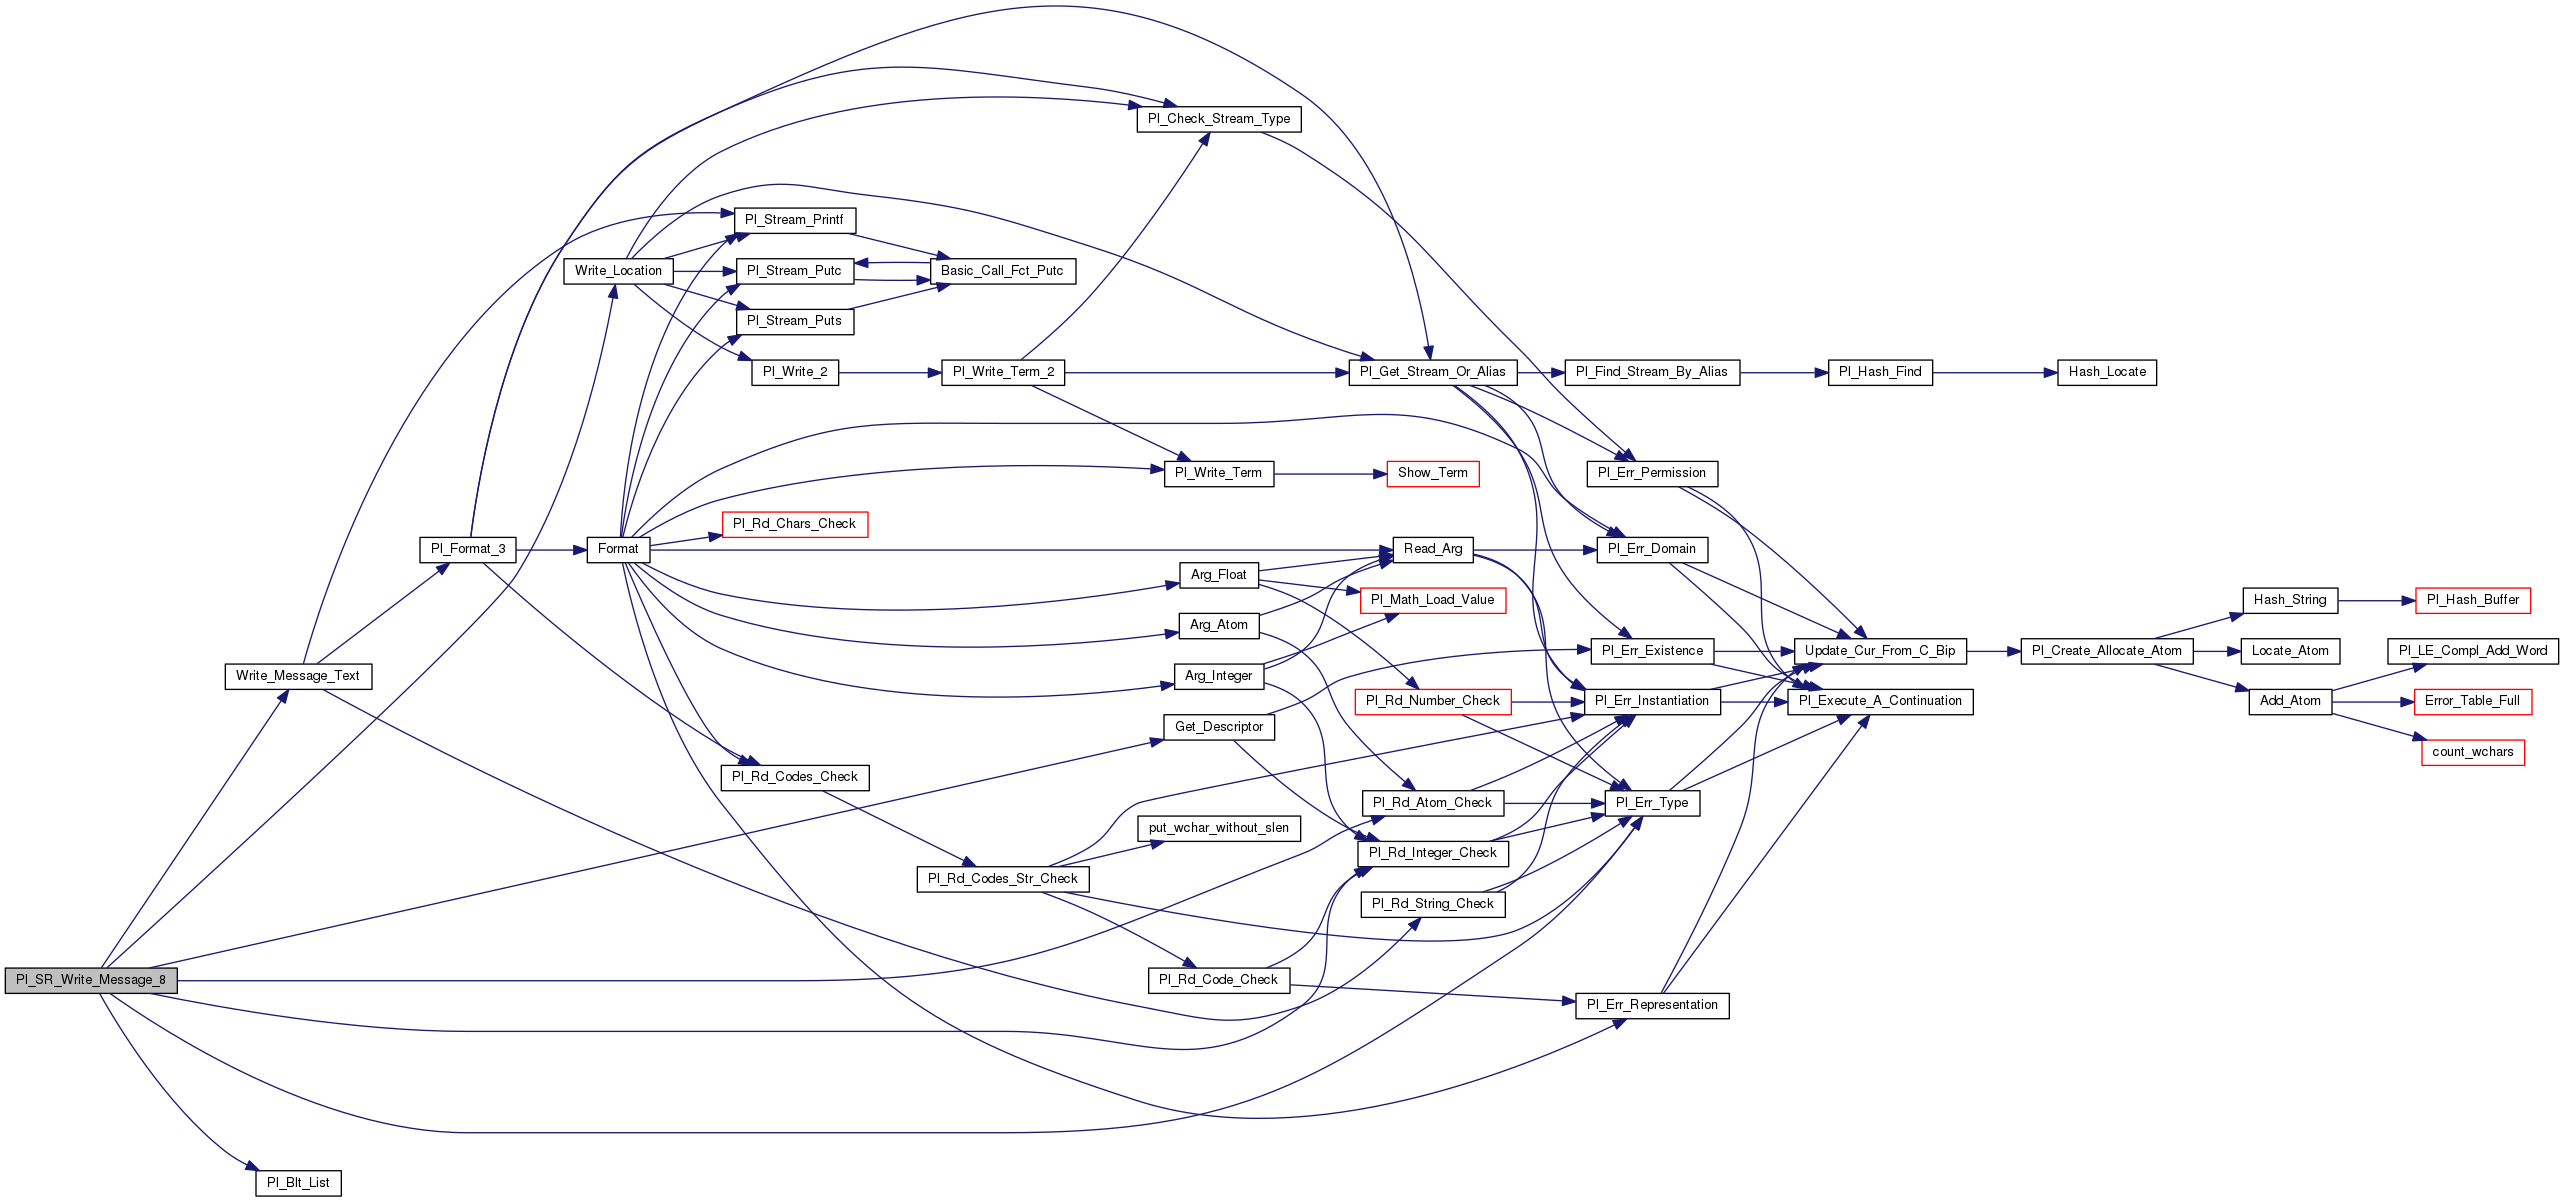 Pl_Check_Stream_Type
Pl_Stream_Printf
Write_Location
Pl_Stream_Putc
Basic_Call_Fct_Putc
Pl_Stream_Puts
Pl_Write_2
Pl_Write_Term_2
Pl_Get_Stream_Or_Alias
Pl_Find_Stream_By_Alias
Pl_Hash_Find
Hash_Locate
Pl_Write_Term
Show_Term
Pl_Err_Permission
Pl_Rd_Chars_Check
Pl_Format_3
Format
Read_Arg
Pl_Err_Domain
Arg_Float
Pl_Math_Load_Value
Hash_String
Pl_Hash_Buffer
Arg_Atom
Pl_Err_Existence
Update_Cur_From_C_Bip
Pl_Create_Allocate_Atom
Locate_Atom
Pl_LE_Compl_Add_Word
Write_Message_Text
Arg_Integer
Pl_Rd_Number_Check
Pl_Err_Instantiation
Pl_Execute_A_Continuation
Add_Atom
Error_Table_Full
Get_Descriptor
count_wchars
Pl_Rd_Codes_Check
Pl_Rd_Atom_Check
Pl_Err_Type
put_wchar_without_slen
Pl_Rd_Integer_Check
Pl_Rd_Codes_Str_Check
Pl_Rd_String_Check
Pl_SR_Write_Message_8
Pl_Rd_Code_Check
Pl_Err_Representation
Pl_Blt_List